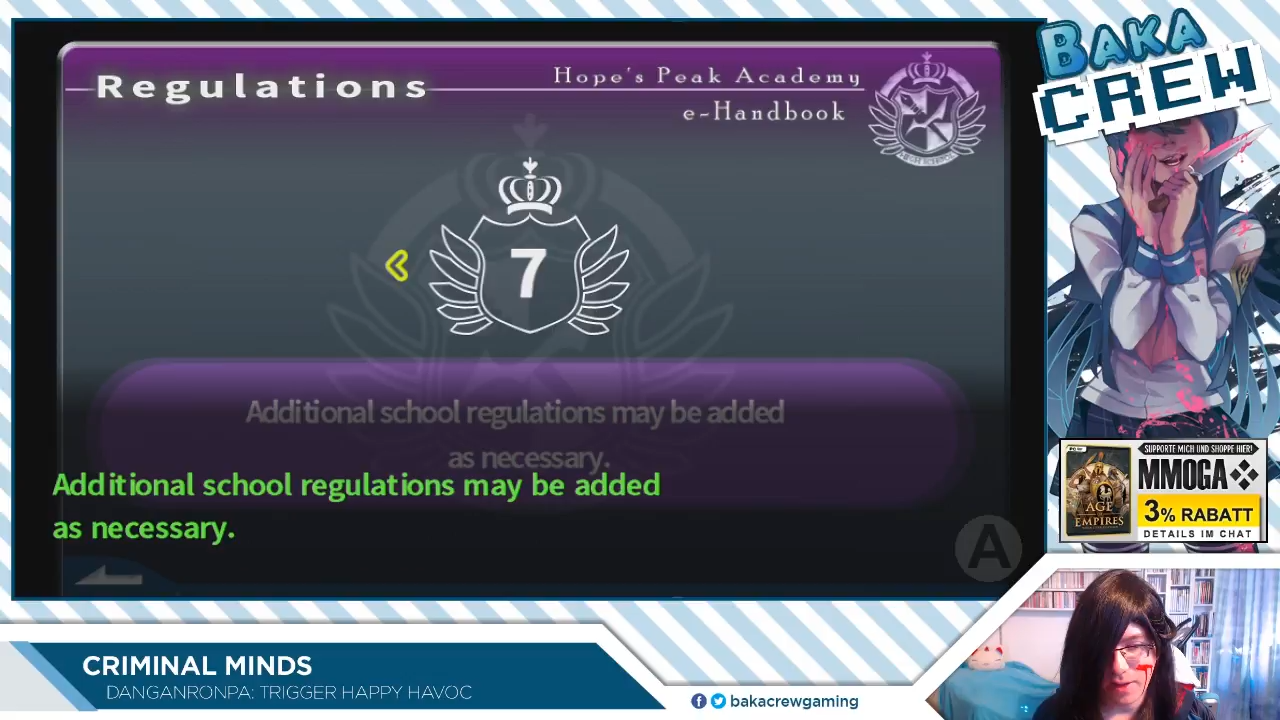 BAKA
CREW
Regulations
Hope's Peak Academy
e-Handbook
7
Additional school regulations may be added
as necessary.
Additional school regulations may be added
as necessary.
A
SUPPORTE MICH UND SHOPPE HIER!
MMOGA
3% RABATT
DETAILS IM CHAT
AGE
OF
EMPIRES
CRIMINAL MINDS
DANGANRONPA: TRIGGER HAPPY HAVOC
bakacrewgaming